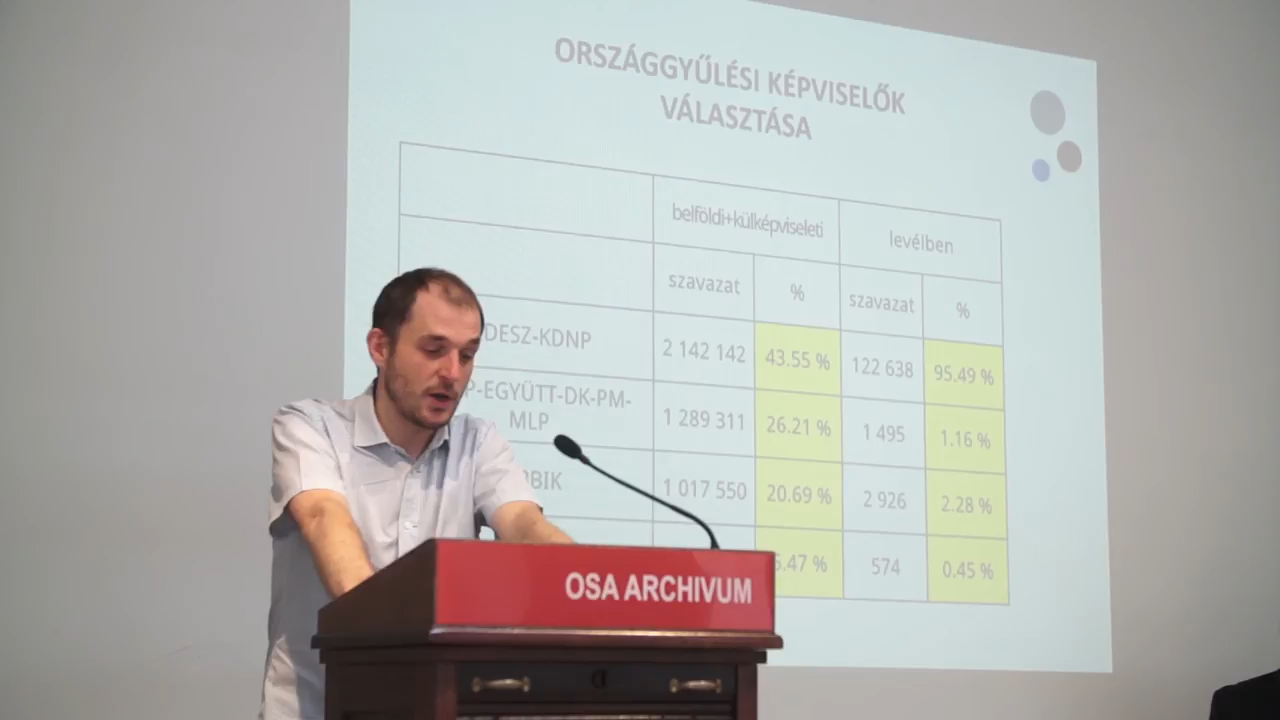 ORSZÁGGYŰLÉSI KÉPVISELŐK
VÁLASZTÁSA
belföldi+külképviseleti levélben
szavazat % szavazat %
DESZ-KDNP 2 142 142 43.55 % 122 638 95.49 %
P-EGYÜTT-DK-PM-
MLP 1 289 311 26.21 % 1 495 1.16 %
BIK 1 017 550 20.69 % 2 926 2.28 %
.47 % 574 0.45 %
OSA ARCHIVUM